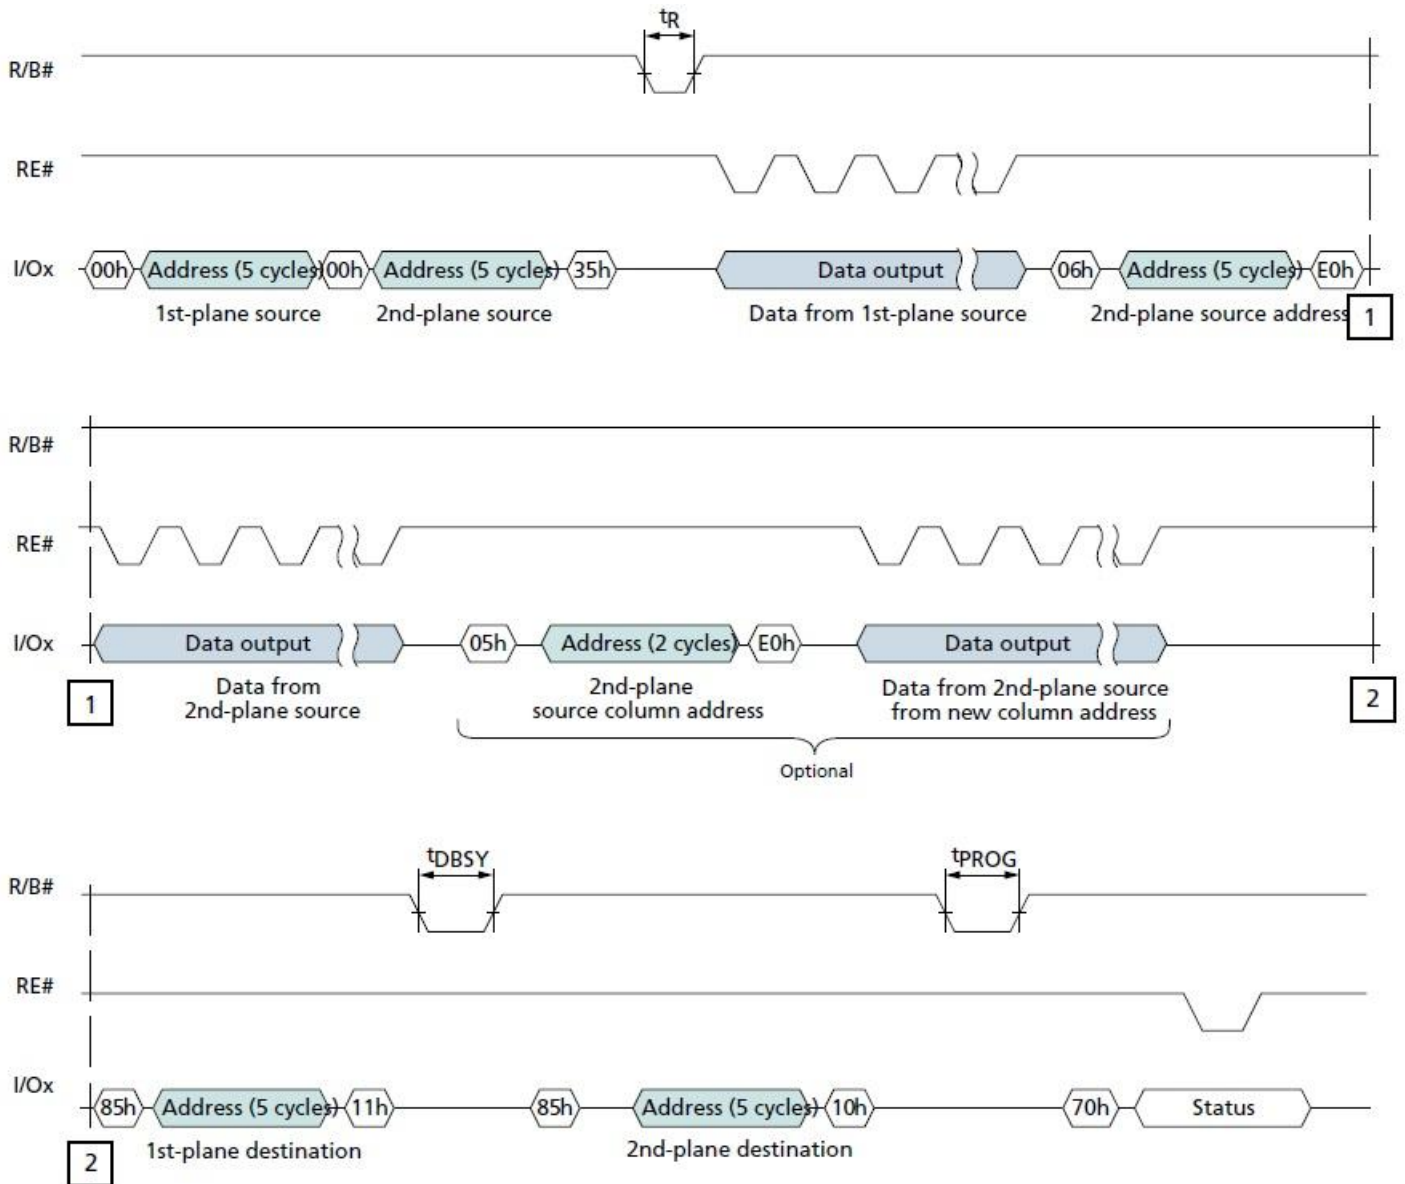 tR
R/B#
RE#
I/Ox 00h Address (5 cycles) 00h Address (5 cycles) 35h Data output 06h Address (5 cycles) E0h
1st-plane source 2nd-plane source Data from 1st-plane source 2nd-plane source address 1
R/B#
RE#
I/Ox Data output 05h Address (2 cycles) E0h Data output
1 Data from 2nd-plane Data from 2nd-plane source 2
2nd-plane source source column address from new column address
Optional
tDBSY tPROG
R/B#
RE#
I/Ox
85h Address (5 cycles) 11h 85h Address (5 cycles) 10h 70h Status
2 1st-plane destination 2nd-plane destination